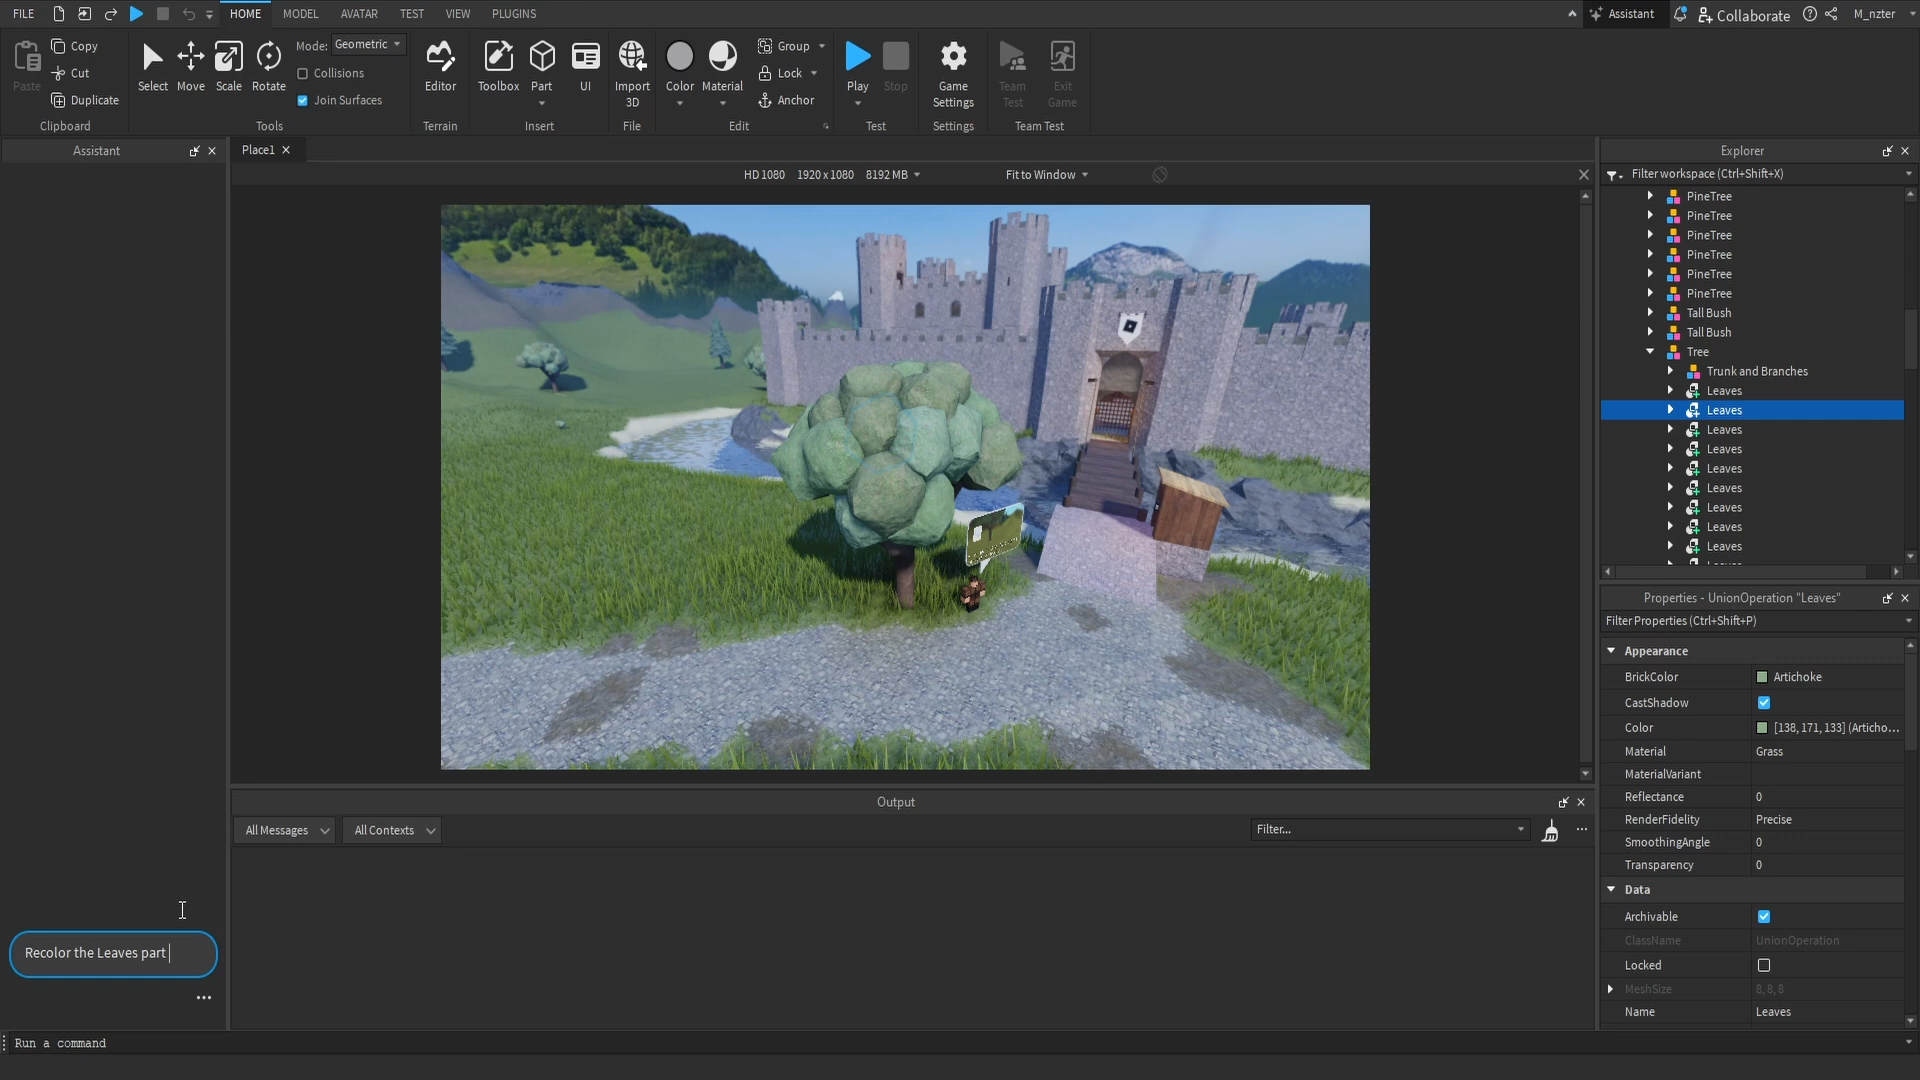 FILE HOME MODEL AVATAR TEST VIEW PLUGINS Assistant Collaborate M_nzter
Paste Copy Cut Duplicate Clipboard
Select Move Scale Rotate Mode: Geometric Collisions Join Surfaces Tools
Editor Terrain
Toolbox Part UI Insert
Import 3D File
Color Material Group Lock Anchor Edit
Play Stop Test
Game Settings Settings
Team Test Exit Game Team Test
Assistant
Recolor the Leaves part
...
Place1
HD 1080 1920 x 1080 8192 MB Fit to Window
Output
All Messages All Contexts Filter...
Explorer
Filter workspace (Ctrl+Shift+X)
PineTree
PineTree
PineTree
PineTree
PineTree
PineTree
Tall Bush
Tall Bush
Tree
Trunk and Branches
Leaves
Leaves
Leaves
Leaves
Leaves
Leaves
Leaves
Leaves
Leaves
Properties - UnionOperation "Leaves"
Filter Properties (Ctrl+Shift+P)
Appearance
BrickColor Artichoke
CastShadow
Color [138, 171, 133] (Articho...
Material Grass
MaterialVariant
Reflectance 0
RenderFidelity Precise
SmoothingAngle 0
Transparency 0
Data
Archivable
ClassName UnionOperation
Locked
MeshSize 8, 8, 8
Name Leaves
Run a command